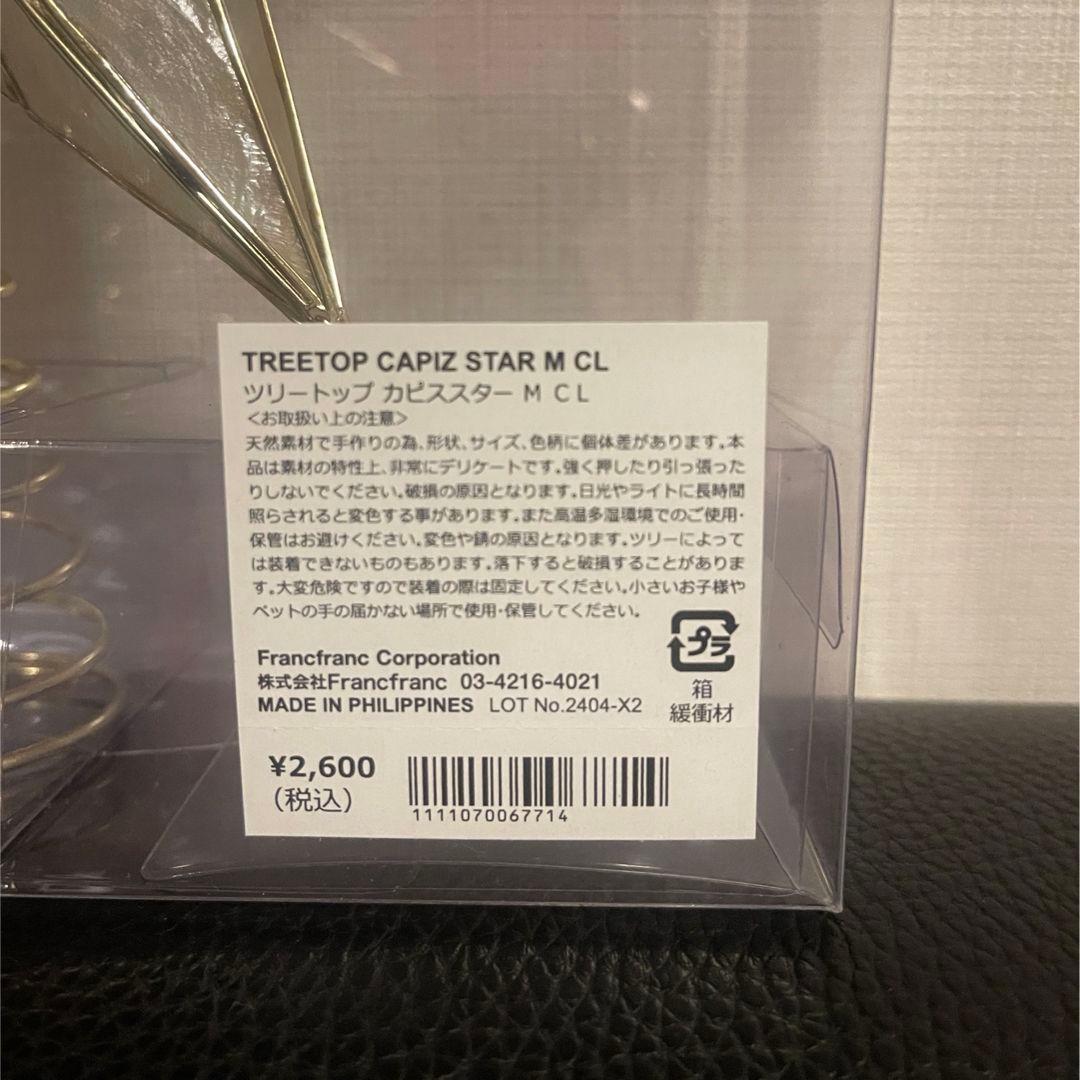 TREETOP CAPIZ STAR M CL
ツリートップ カピススター M CL
<お取扱い上の注意>
天然素材で手作りの為、形状、サイズ、色柄に個体差があります。本
品は素材の特性上、非常にデリケートです。強く押したり引っ張った
りしないでください。破損の原因となります。日光やライトに長時間
照らされると変色する事があります。また高温多湿環境でのご使用・
保管はお避けください。変色や錆の原因となります。ツリーによって
は装着できないものもあります。落下すると破損することがありま
す。大変危険ですので装着の際は固定してください。小さいお子様や
ペットの手の届かない場所で使用・保管してください。
プラ
箱
緩衝材
Francfranc Corporation
株式会社Francfranc 03-4216-4021
MADE IN PHILIPPINES LOT No.2404-X2
¥2,600
(税込)
1111070067714